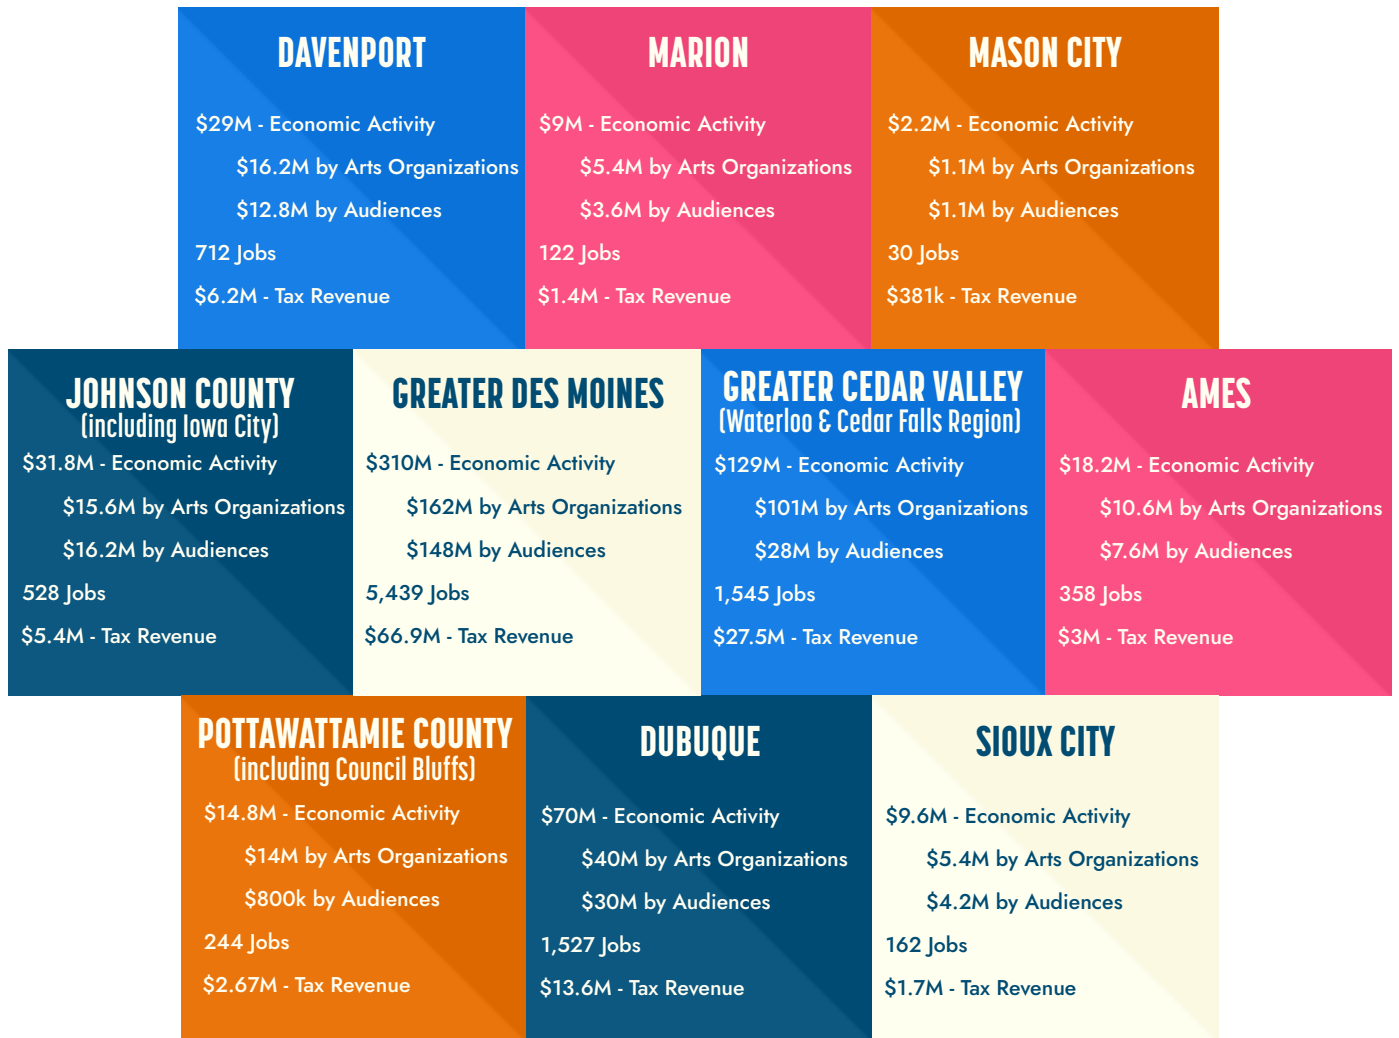 DAVENPORT
$29M - Economic Activity
$16.2M by Arts Organizations
$12.8M by Audiences
712 Jobs
$6.2M - Tax Revenue
MARION
$9M - Economic Activity
$5.4M by Arts Organizations
$3.6M by Audiences
122 Jobs
$1.4M - Tax Revenue
MASON CITY
$2.2M - Economic Activity
$1.1M by Arts Organizations
$1.1M by Audiences
30 Jobs
$381k - Tax Revenue
JOHNSON COUNTY
(including Iowa City)
$31.8M - Economic Activity
$15.6M by Arts Organizations
$16.2M by Audiences
528 Jobs
$5.4M - Tax Revenue
GREATER DES MOINES
$310M - Economic Activity
$162M by Arts Organizations
$148M by Audiences
5,439 Jobs
$66.9M - Tax Revenue
GREATER CEDAR VALLEY
(Waterloo & Cedar Falls Region)
$129M - Economic Activity
$101M by Arts Organizations
$28M by Audiences
1,545 Jobs
$27.5M - Tax Revenue
AMES
$18.2M - Economic Activity
$10.6M by Arts Organizations
$7.6M by Audiences
358 Jobs
$3M - Tax Revenue
POTTAWATTAMIE COUNTY
(including Council Bluffs)
$14.8M - Economic Activity
$14M by Arts Organizations
$800k by Audiences
244 Jobs
$2.67M - Tax Revenue
DUBUQUE
$70M - Economic Activity
$40M by Arts Organizations
$30M by Audiences
1,527 Jobs
$13.6M - Tax Revenue
SIOUX CITY
$9.6M - Economic Activity
$5.4M by Arts Organizations
$4.2M by Audiences
162 Jobs
$1.7M - Tax Revenue